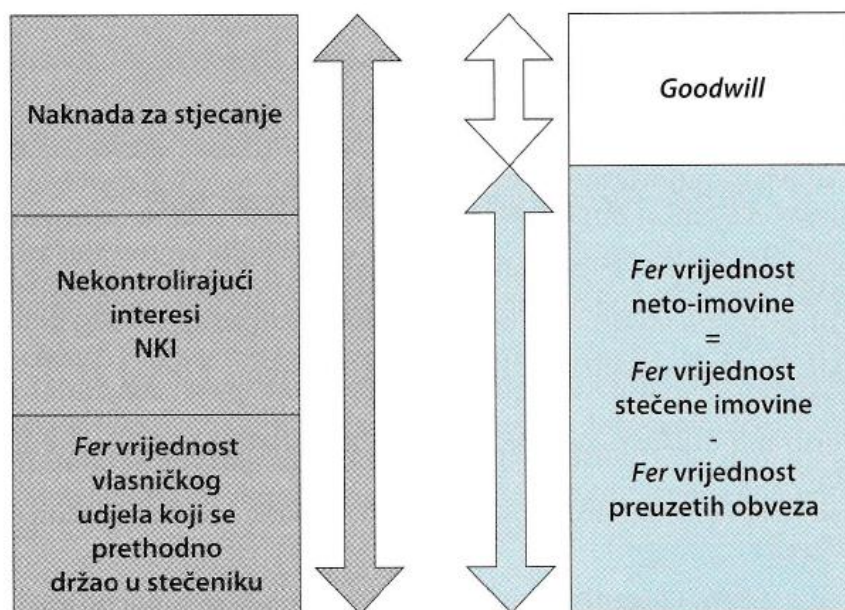 Naknada za stjecanje
Nekontrolirajući
interesi
NKI
Fer vrijednost
vlasničkog
udjela koji se
prethodno
držao u stečeniku
Goodwill
Fer vrijednost
neto-imovine
=
Fer vrijednost
stečene imovine
-
Fer vrijednost
preuzetih obveza